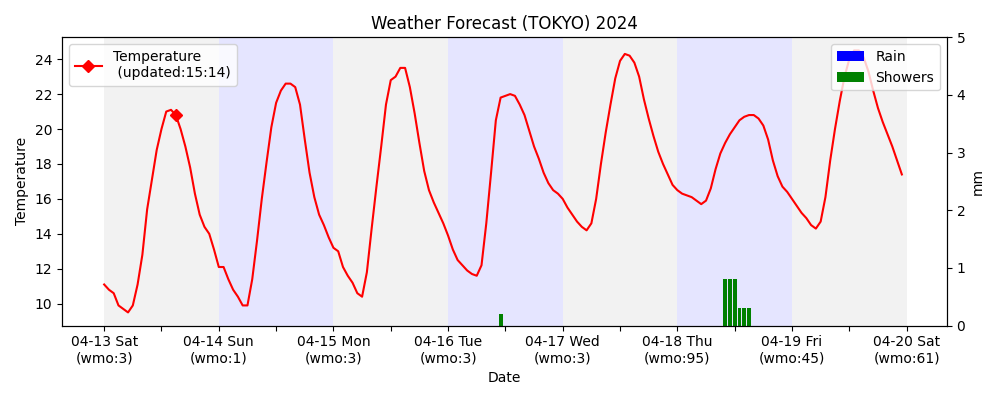 Weather Forecast (TOKYO) 2024
Temperature
(updated:15:14)
Rain
Showers
24
22
20
18
16
14
12
10
Temperature
5
4
3
2
1
0
mm
04-13 Sat
(wmo:3)
04-14 Sun
(wmo:1)
04-15 Mon
(wmo:3)
04-16 Tue
(wmo:3)
04-17 Wed
(wmo:3)
04-18 Thu
(wmo:95)
04-19 Fri
(wmo:45)
04-20 Sat
(wmo:61)
Date